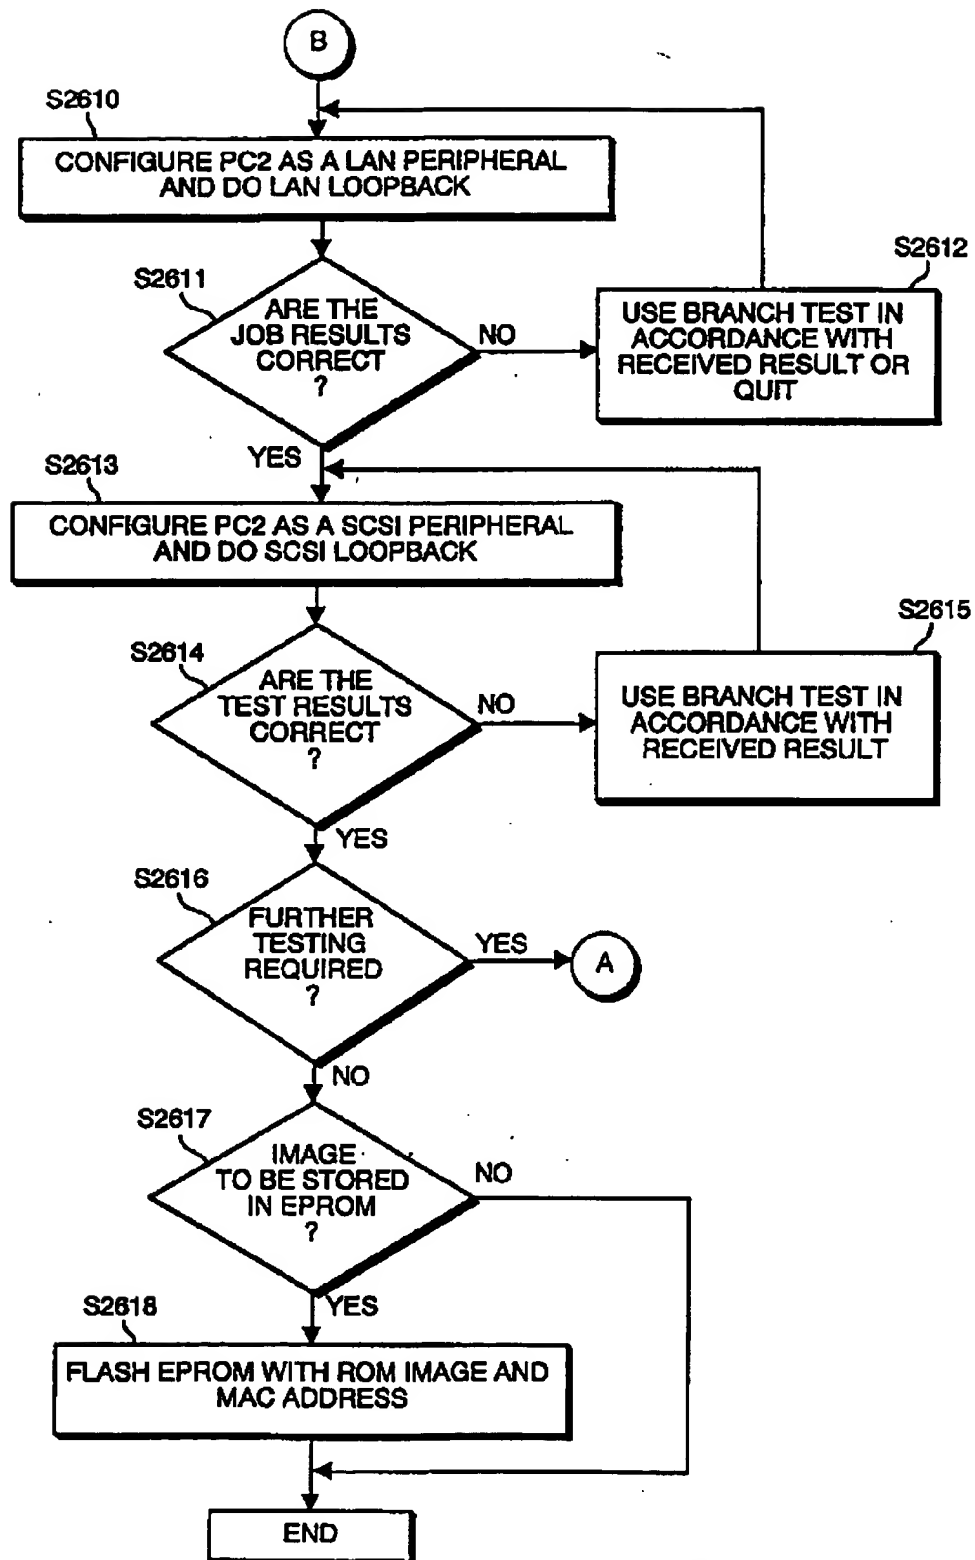 B
S2610
CONFIGURE PC2 AS A LAN PERIPHERAL
AND DO LAN LOOPBACK
S2611
ARE THE
JOB RESULTS
CORRECT
?
NO
S2612
USE BRANCH TEST IN
ACCORDANCE WITH
RECEIVED RESULT OR
QUIT
YES
S2613
CONFIGURE PC2 AS A SCSI PERIPHERAL
AND DO SCSI LOOPBACK
S2614
ARE THE
TEST RESULTS
CORRECT
?
NO
S2615
USE BRANCH TEST IN
ACCORDANCE WITH
RECEIVED RESULT
YES
S2616
FURTHER
TESTING
REQUIRED
?
YES
A
NO
S2617
IMAGE
TO BE STORED
IN EPROM
?
NO
YES
S2618
FLASH EPROM WITH ROM IMAGE AND
MAC ADDRESS
END